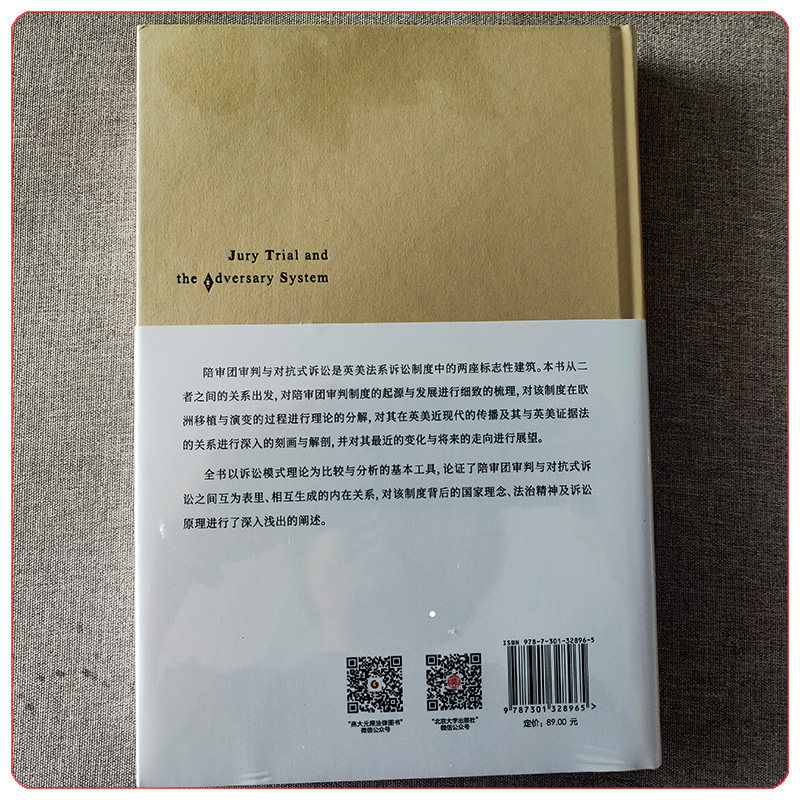 Jury Trial and
the Adversary System
陪审团审判与对抗式诉讼是英美法系诉讼制度中的两座标志性建筑。本书从二
者之间的关系出发,对陪审团审判制度的起源与发展进行细致的梳理,对该制度在欧
洲移植与演变的过程进行理论的分解,对其在英美近现代的传播及其与英美证据法
的关系进行深入的刻画与解剖,并对其最近的变化与将来的走向进行展望。
全书以诉讼模式理论为比较与分析的基本工具,论证了陪审团审判与对抗式诉
讼之间互为表里、相互生成的内在关系,对该制度背后的国家理念、法治精神及诉讼
原理进行了深入浅出的阐述。
ISBN 978-7-301-32896-5
9 787301 328965 >
定价: 89.00 元
“燕大元照法律图书”
微信公众号
“北京大学出版社”
微信公众号